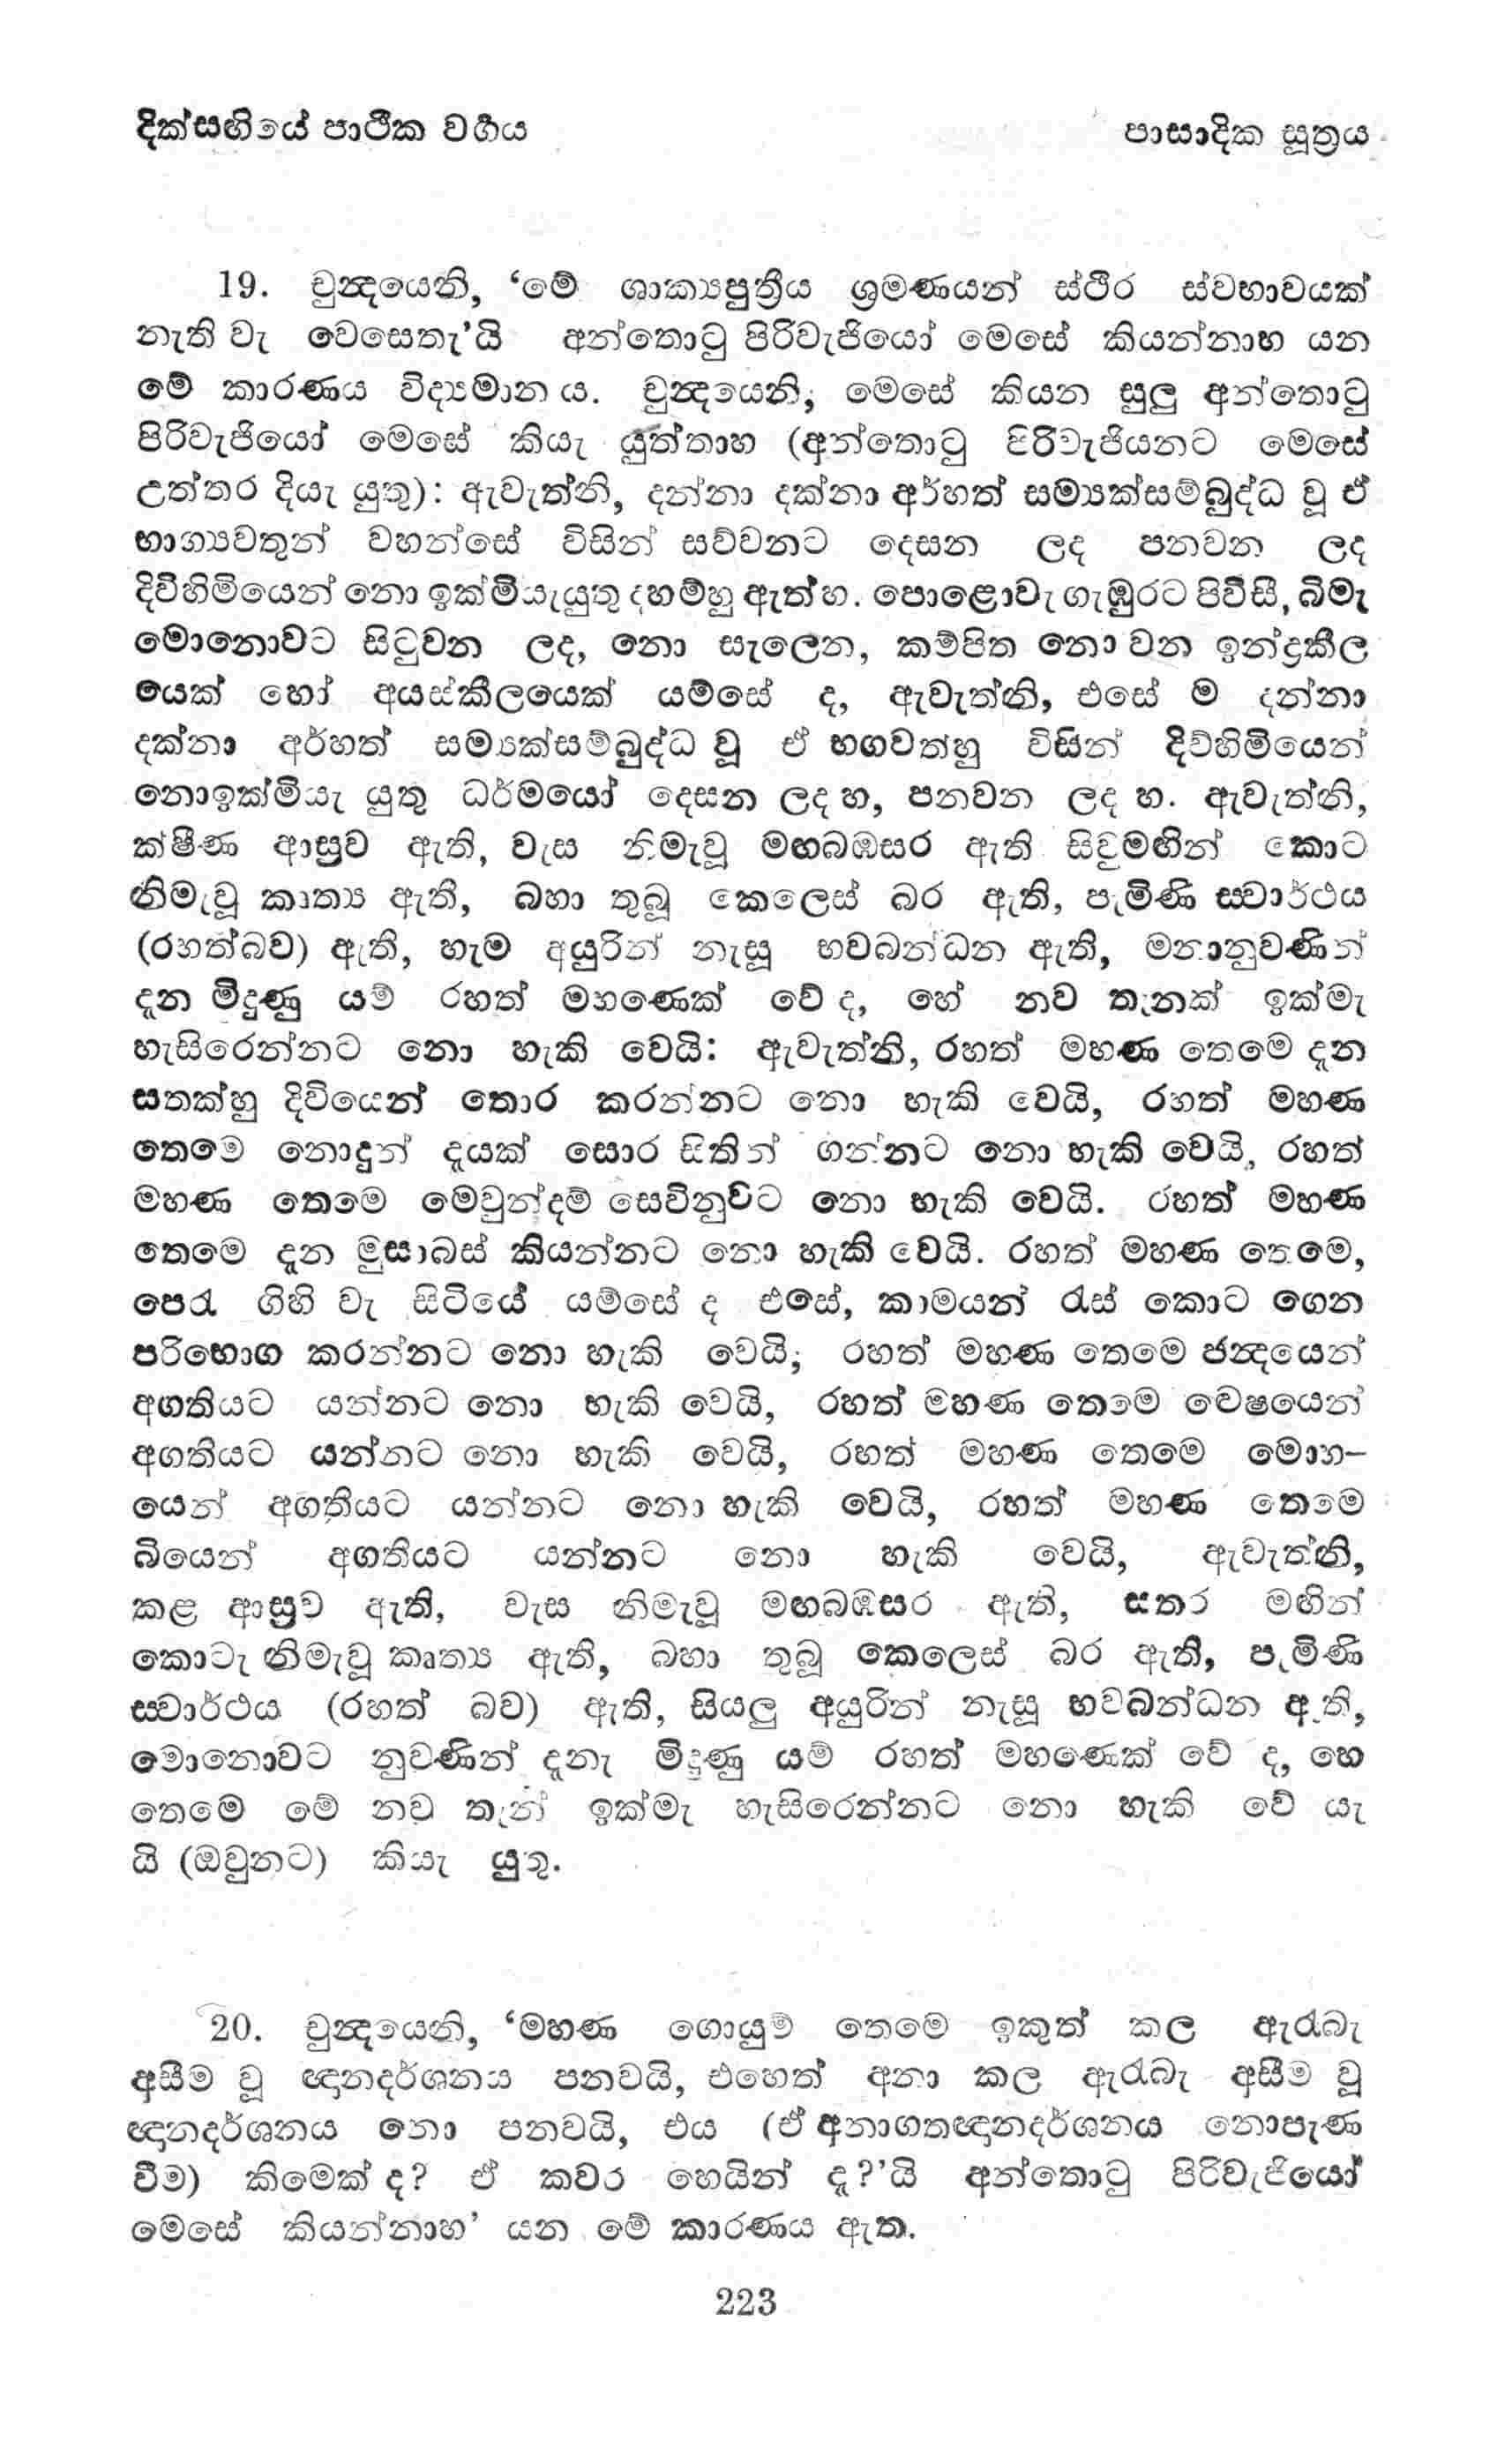 දික්සඟියේ පාථික වර්‍ගය
පාසාදික සූත්‍රය
19. චුන්‍දයෙනි, ‘මේ ශාක්‍යපුත්‍රීය ශ්‍රමණයන් ස්ථිර ස්වභාවයක්
නැති වැ වෙසෙතැ’යි අන්තොටු පිරිවැජියෝ මෙසේ කියන්නාහ යන
මේ කාරණය විද්‍යමාන ය. චුන්‍දයෙනි, මෙසේ කියන සුලු අන්තොටු
පිරිවැජියෝ මෙසේ කියැ යුත්තාහ (අන්තොටු පිරිවැජියනට මෙසේ
උත්තර දියැ යුතු): ඇවැත්නි, දන්නා දක්නා අර්හත් සම්‍යක්සම්බුද්ධ වූ ඒ
භාග්‍යවතුන් වහන්සේ විසින් සව්වනට දෙසන ලද පනවන ලද
දිවිහිමියෙන් නො ඉක්මියැයුතු දහම්හු ඇත්හ. පොළොවැ ගැඹුරට පිවිසී, බිමැ
මොනොවට සිටුවන ලද, නො සැලෙන, කම්පිත නො වන ඉන්ද්‍රකීල
යෙක් හෝ අයස්කීලයෙක් යම්සේ ද, ඇවැත්නි, එසේ ම දන්නා
දක්නා අර්හත් සම්‍යක්සම්බුද්ධ වූ ඒ භගවත්හු විසින් දිව්හිමියෙන්
නොඉක්මියැ යුතු ධර්මයෝ දෙසන ලද හ, පනවන ලද හ. ඇවැත්නි,
ක්ෂීණ ආස්‍රව ඇති, වැස නිමැවූ මඟබඹසර ඇති සිවුමඟින් කොට
නිමැවූ කෘත්‍ය ඇති, බහා තුබූ කෙලෙස් බර ඇති, පැමිණි ස්වාර්ථය
(රහත්බව) ඇති, හැම අයුරින් නැසූ භවබන්ධන ඇති, මනානුවණින්
දැන මිදුණු යම් රහත් මහණෙක් වේ ද, හේ නව තැනක් ඉක්මැ
හැසිරෙන්නට නො හැකි වෙයි: ඇවැත්නි, රහත් මහණ තෙමෙ දැන
සතක්හු දිවියෙන් තොර කරන්නට නො හැකි වෙයි, රහත් මහණ
තෙමෙ නොදුන් දැයක් සොර සිතින් ගන්නට නො හැකි වෙයි, රහත්
මහණ තෙමෙ මෙවුන්දම් සෙවිනුවට නො හැකි වෙයි. රහත් මහණ
තෙමෙ දැන මුසාබස් කියන්නට නො හැකි වෙයි. රහත් මහණ තෙමෙ,
පෙරැ ගිහි වැ සිටියේ යම්සේ ද එසේ, කාමයන් රැස් කොට ගෙන
පරිභොග කරන්නට නො හැකි වෙයි; රහත් මහණ තෙමෙ ඡන්‍දයෙන්
අගතියට යන්නට නො හැකි වෙයි, රහත් මහණ තෙමෙ ද්වෙෂයෙන්
අගතියට යන්නට නො හැකි වෙයි, රහත් මහණ තෙමෙ මොහ–
යෙන් අගතියට යන්නට නො හැකි වෙයි, රහත් මහණ තෙමෙ
බියෙන් අගතියට යන්නට නො හැකි වෙයි, ඇවැත්නි,
කළ ආස්‍රව ඇති, වැස නිමැවූ මඟබඹසර ඇති, සතර මඟින්
කොටැ නිමැවූ කෘත්‍ය ඇති, බහා තුබූ කෙලෙස් බර ඇති, පැමිණි
ස්වාර්ථය (රහත් බව) ඇති, සියලු අයුරින් නැසූ භවබන්ධන ඇති,
මොනොවට නුවණින් දැනැ මිදුණු යම් රහත් මහණෙක් වේ ද, හෙ
තෙමෙ මේ නව තැන් ඉක්මැ හැසිරෙන්නට නො හැකි වේ යැ
යි (ඔවුනට) කියැ යුතු.
20. චුන්‍දයෙනි, ‘මහණ ගොයුම් තෙමෙ ඉකුත් කල ඇරැබැ
අසීම වූ ඥානදර්ශනය පනවයි, එහෙත් අනා කල ඇරැබැ අසීම වූ
ඥානදර්ශනය නො පනවයි, එය (ඒ අනාගතඥානදර්ශනය නොපැණ
වීම) කිමෙක් ද? ඒ කවර හෙයින් දැ?’යි අන්තොටු පිරිවැජියෝ
මෙසේ කියන්නාහ’ යන මේ කාරණය ඇත.
223